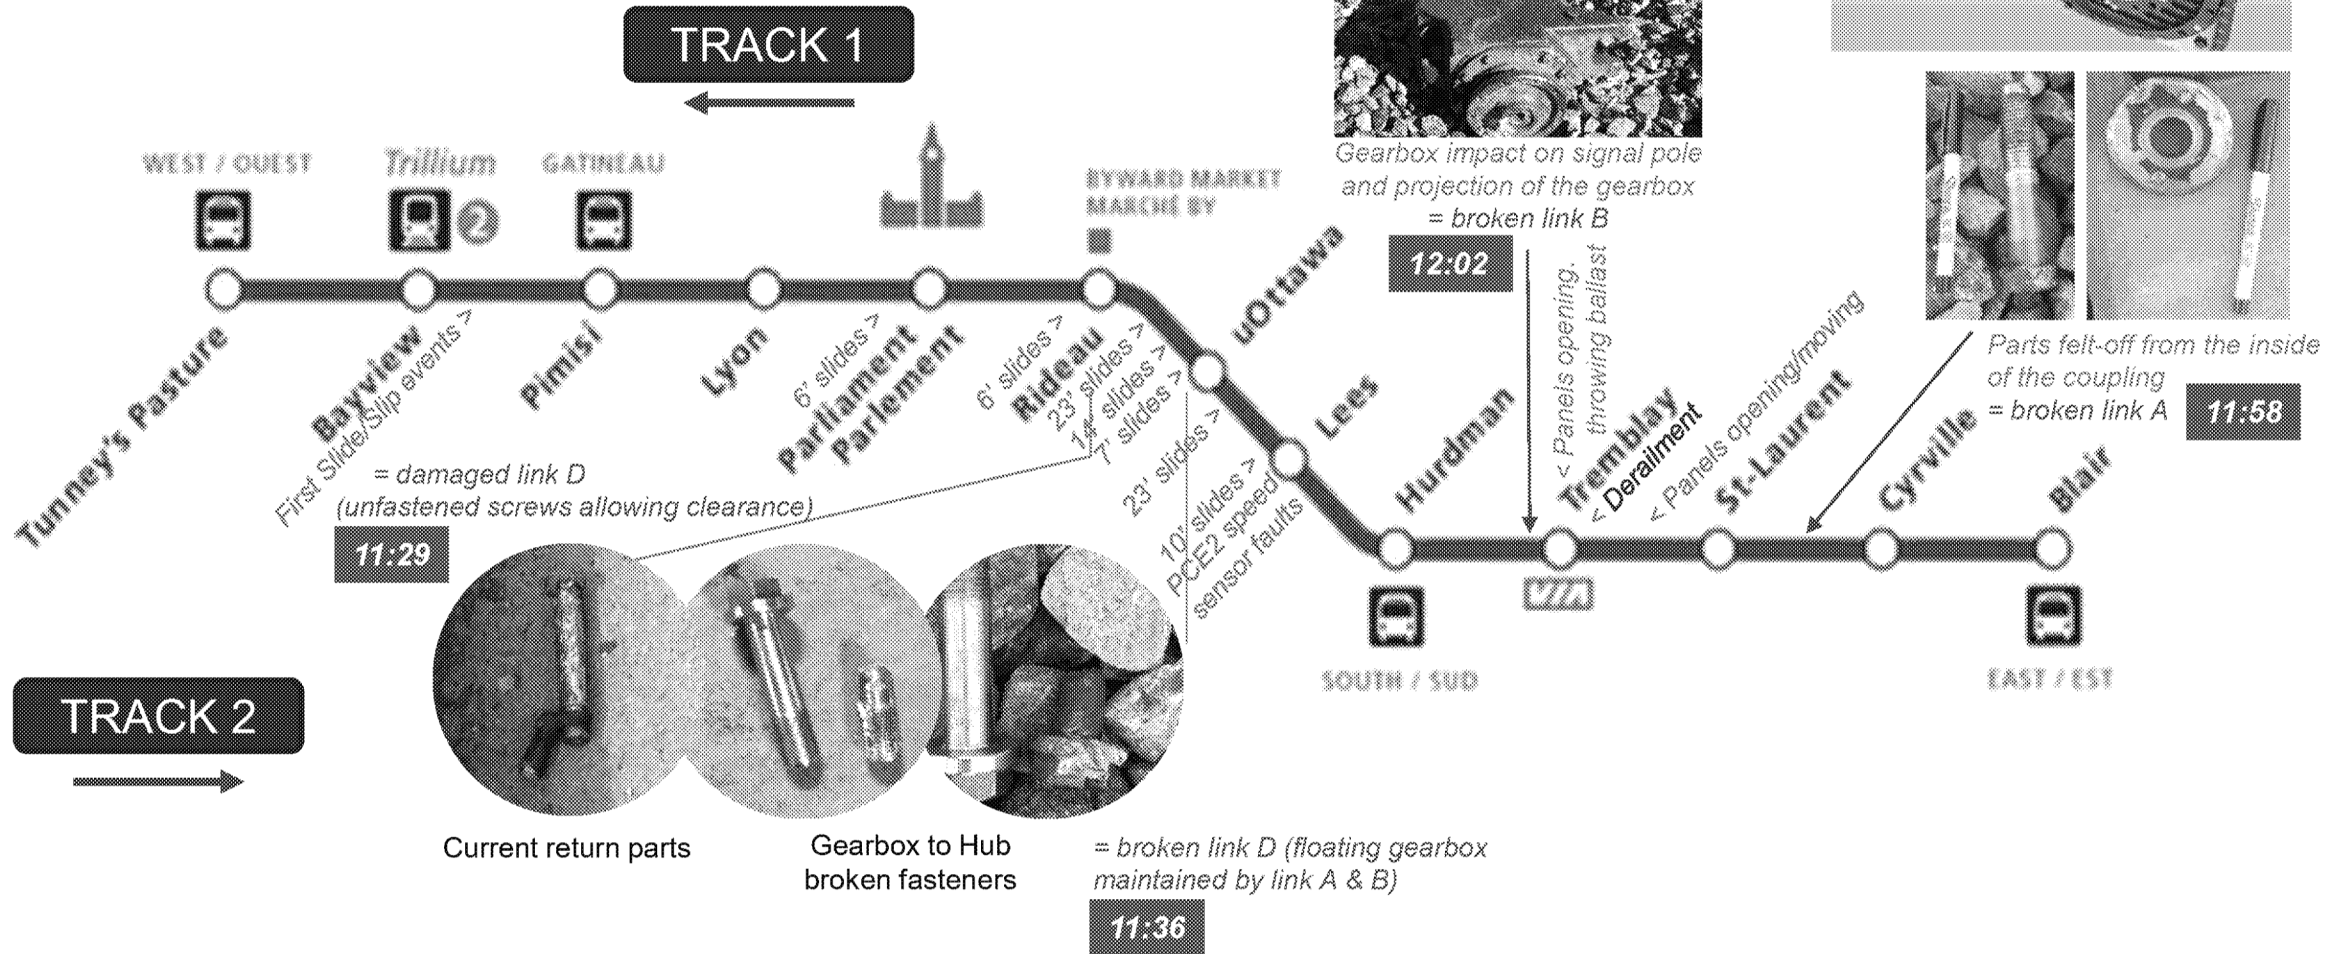 TRACK 1
WEST / OUEST
Trillium
2
GATINEAU
BYWARD MARKET
MARCHÉ BY
Gearbox impact on signal pole
and projection of the gearbox
= broken link B
12:02
Parts felt-off from the inside
of the coupling
= broken link A
11:58
Tunney's Pasture
Bayview
First Slide/Slip events >
Pimisi
Lyon
6' slides >
Parliament
Parlement
6' slides >
Rideau
23' slides >
14' slides >
7' slides >
uOttawa
23' slides >
Lees
10' slides >
PCE2 speed
sensor faults
Hurdman
< Panels opening.
throwing ballast
Tremblay
< Derailment
< Panels opening/moving
St-Laurent
Cyrville
Blair
= damaged link D
(unfastened screws allowing clearance)
11:29
VIA
SOUTH / SUD
EAST / EST
TRACK 2
Current return parts
Gearbox to Hub
broken fasteners
= broken link D (floating gearbox
maintained by link A & B)
11:36